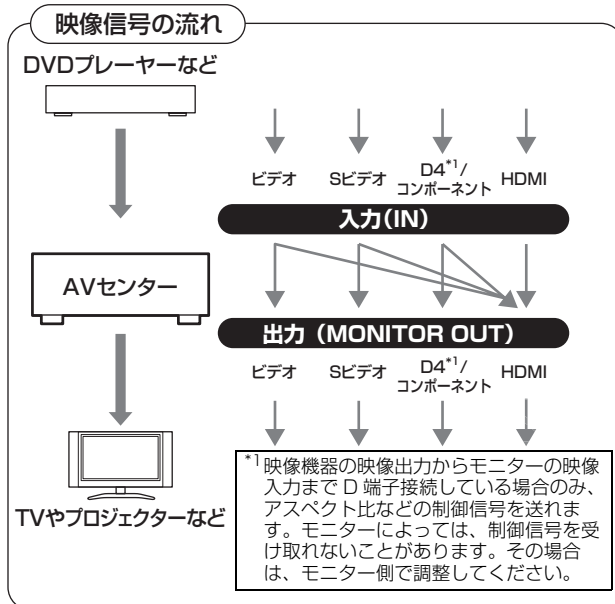 映像信号の流れ
DVDプレーヤーなど
ビデオ Sビデオ D4*1/コンポーネント HDMI
入力(IN)
AVセンター
出力(MONITOR OUT)
ビデオ Sビデオ D4*1/コンポーネント HDMI
TVやプロジェクターなど
*1映像機器の映像出力からモニターの映像
入力まで D 端子接続している場合のみ、
アスペクト比などの制御信号を送れま
す。モニターによっては、制御信号を受
け取れないことがあります。その場合
は、モニター側で調整してください。